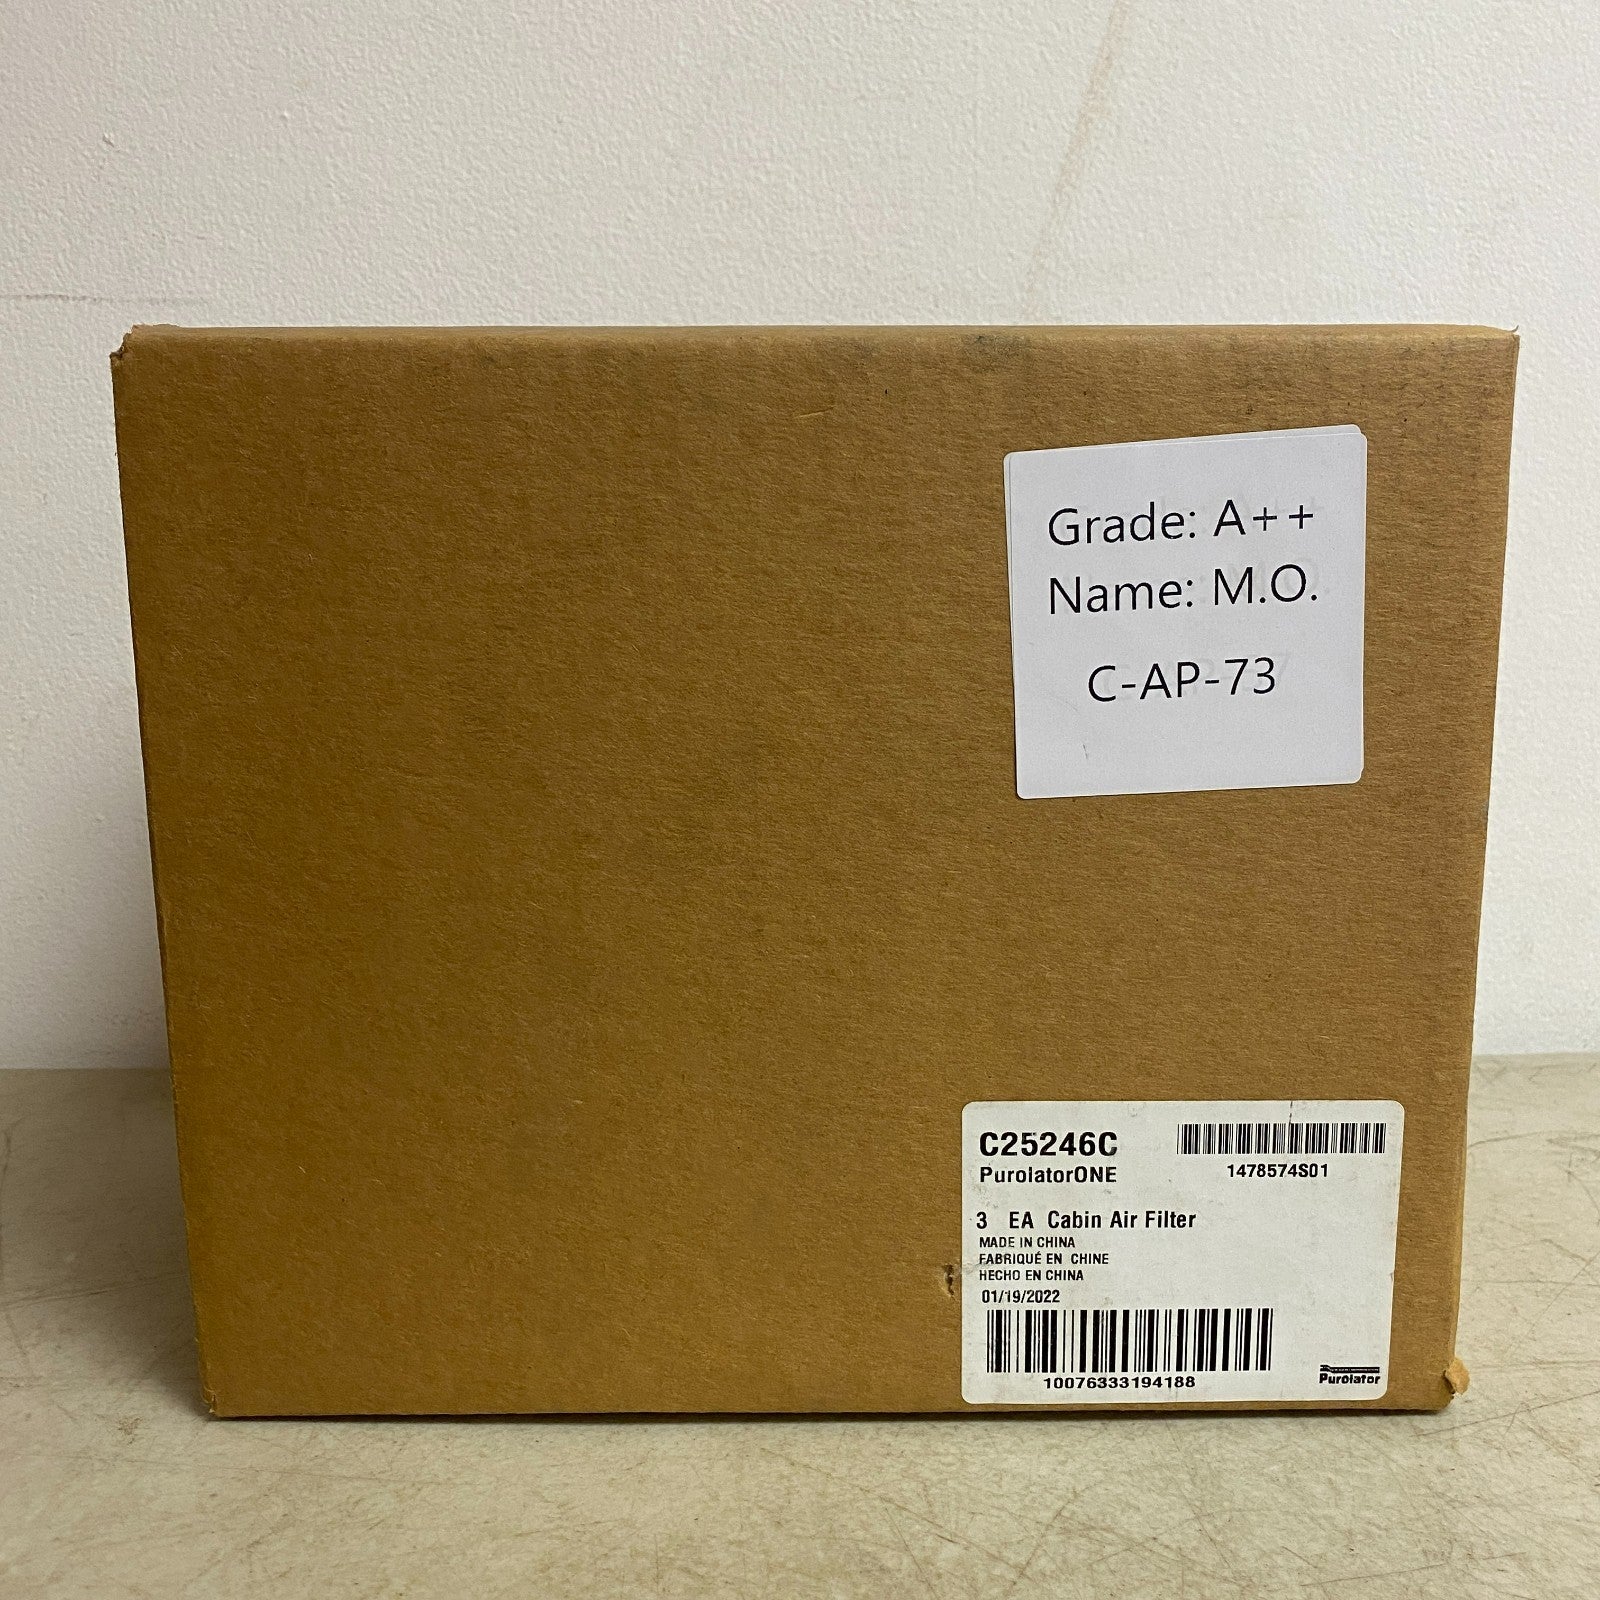 Grade: A++
Name: M.O.
C-AP-73
C25246C
PurolatorONE
1478574S01
3 EA Cabin Air Filter
MADE IN CHINA
FABRIQUÉ EN CHINE
HECHO EN CHINA
01/19/2022
10076333194188
Purolator